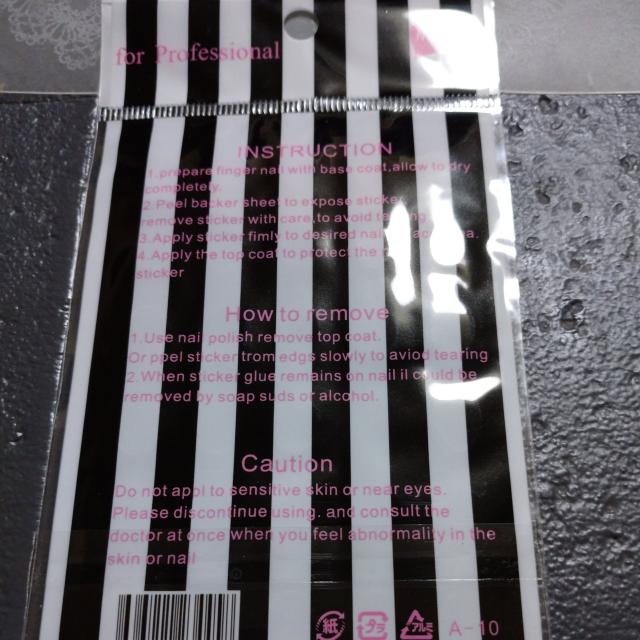 for Professional
INSTRUCTION
1.prepare finger nail with base coat,allow to dry
completely.
2.Peel backer sheet to expose sticker
remove sticker with care,to avoid
3.Apply sticker fimly to desired nail
4.Apply the top coat to protect the
sticker
How to remove
1.Use nail polish remove top coat.
Or ppel sticker trom edgs slowly to aviod tearing
2.When sticker glue remains on nail il could be
removed by soap suds or alcohol.
Caution
Do not appl to sensitive skin or near eyes.
Please discontinue using, and consult the
doctor at once when you feel abnormality in the
skin or nail
紙 プラ アルミ A-10